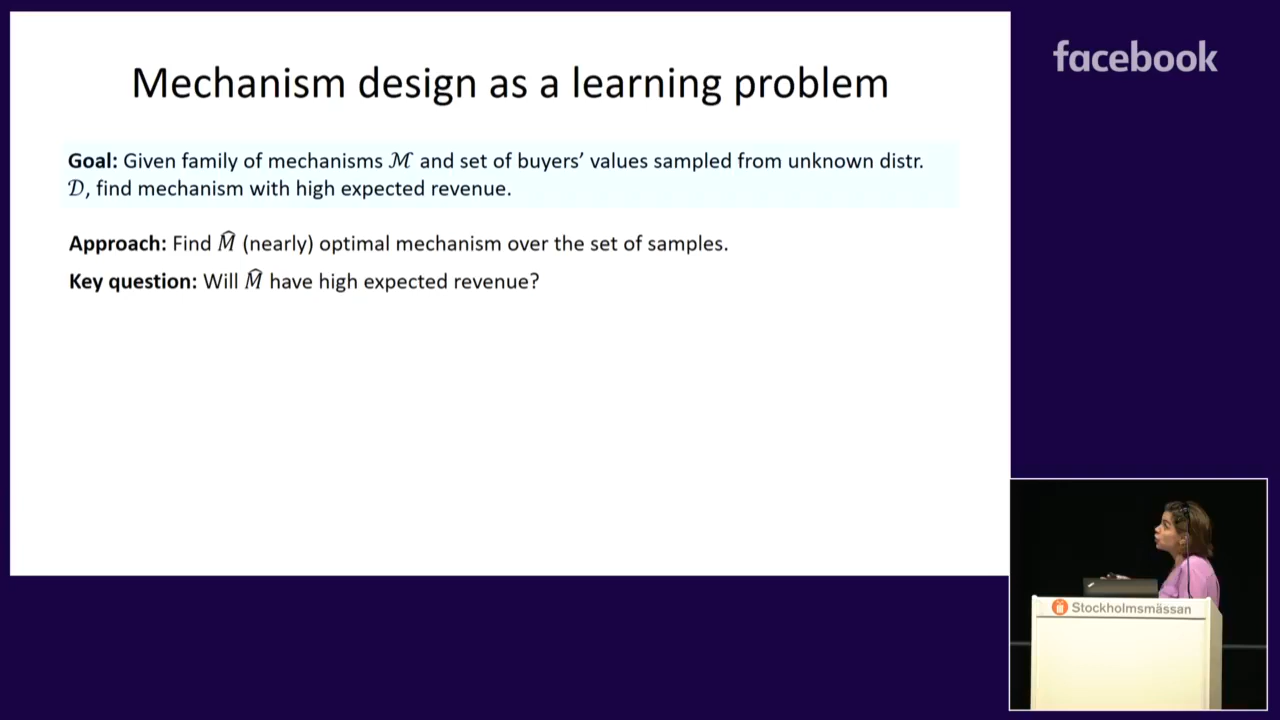 Mechanism design as a learning problem
facebook
Goal: Given family of mechanisms ℳ and set of buyers’ values sampled from unknown distr.
𝒟, find mechanism with high expected revenue.
Approach: Find M̂ (nearly) optimal mechanism over the set of samples.
Key question: Will M̂ have high expected revenue?
Stockholmsmässan